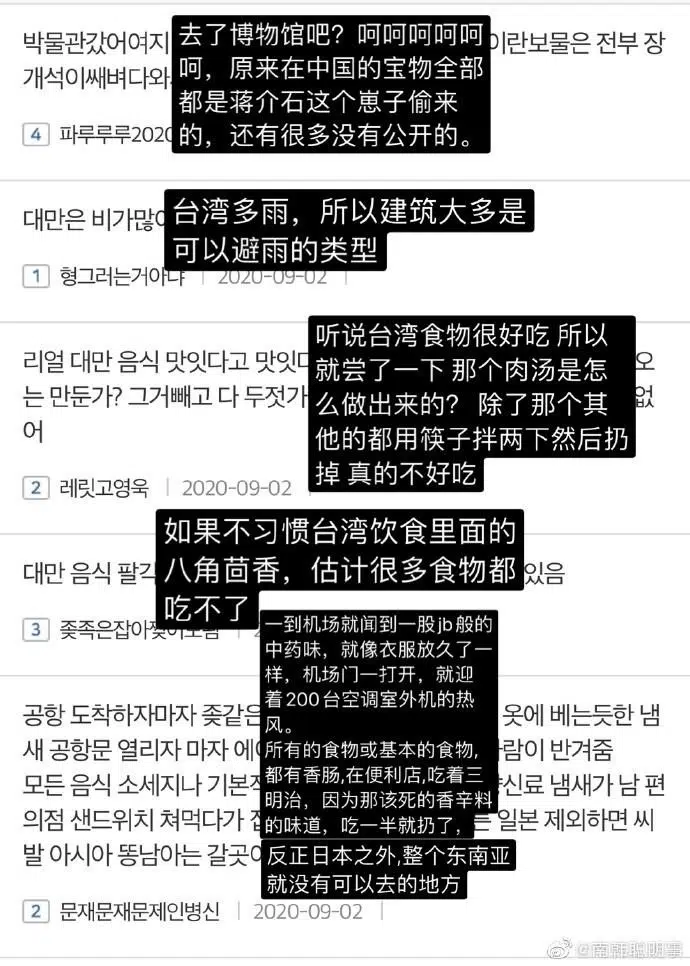 박물관갔어여지
去了博物馆吧？呵呵呵呵呵
이란보물은 전부 장
개석이쌔벼다와
呵，原来在中国的宝物全部
都是蒋介石这个崽子偷来
的，还有很多没有公开的。
4 파루루루202
대만은 비가많
台湾多雨，所以建筑大多是
可以避雨的类型
1 형그러는거야냐 2020-09-02
听说台湾食物很好吃 所以
리얼 대만 음식 맛잇다고 맛잇다
就尝了一下 那个肉汤是怎
오
는 만둔가? 그거빼고 다 두젓가
么做出来的？ 除了那个其
없
어
他的都用筷子拌两下然后扔
掉 真的不好吃
2 레릿고영욱 2020-09-02
如果不习惯台湾饮食里面的
대만 음식 팔각
八角茴香，估计很多食物都
있음
吃不了
3
一到机场就闻到一股jb般的
中药味，就像衣服放久了一
样，机场门一打开，就迎
着200台空调室外机的热
风。
공항 도착하자마자 좆같은
옷에 베는듯한 냄
새 공항문 열리자 마자 에어
사람이 반겨줌
所有的食物或基本的食物，
都有香肠,在便利店,吃着三
明治，因为那该死的香辛料
的味道，吃一半就扔了，
모든 음식 소세지나 기본적
향신료 냄새가 남 편
의점 샌드위치 쳐먹다가
는 일본 제외하면 씨
反正日本之外,整个东南亚
就没有可以去的地方
발 아시아 똥남아는 갈곳이
2 문재문재문제인병신 2020-09-02
@南韩聪明事